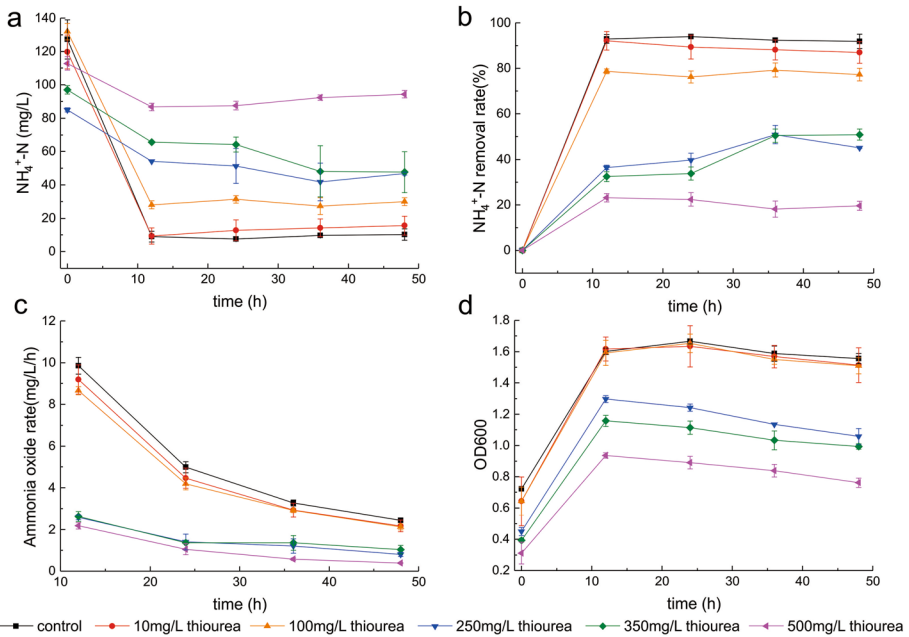 a
NH₄⁺-N (mg/L)
140
120
100
80
60
40
20
0
0 10 20 30 40 50
time (h)
b
NH₄⁺-N removal rate(%)
100
80
60
40
20
0
0 10 20 30 40 50
time (h)
c
Ammonia oxide rate(mg/L/h)
12
10
8
6
4
2
0
10 20 30 40 50
time (h)
d
OD600
1.8
1.6
1.4
1.2
1.0
0.8
0.6
0.4
0.2
0 10 20 30 40 50
time (h)
control 10mg/L thiourea 100mg/L thiourea 250mg/L thiourea 350mg/L thiourea 500mg/L thiourea